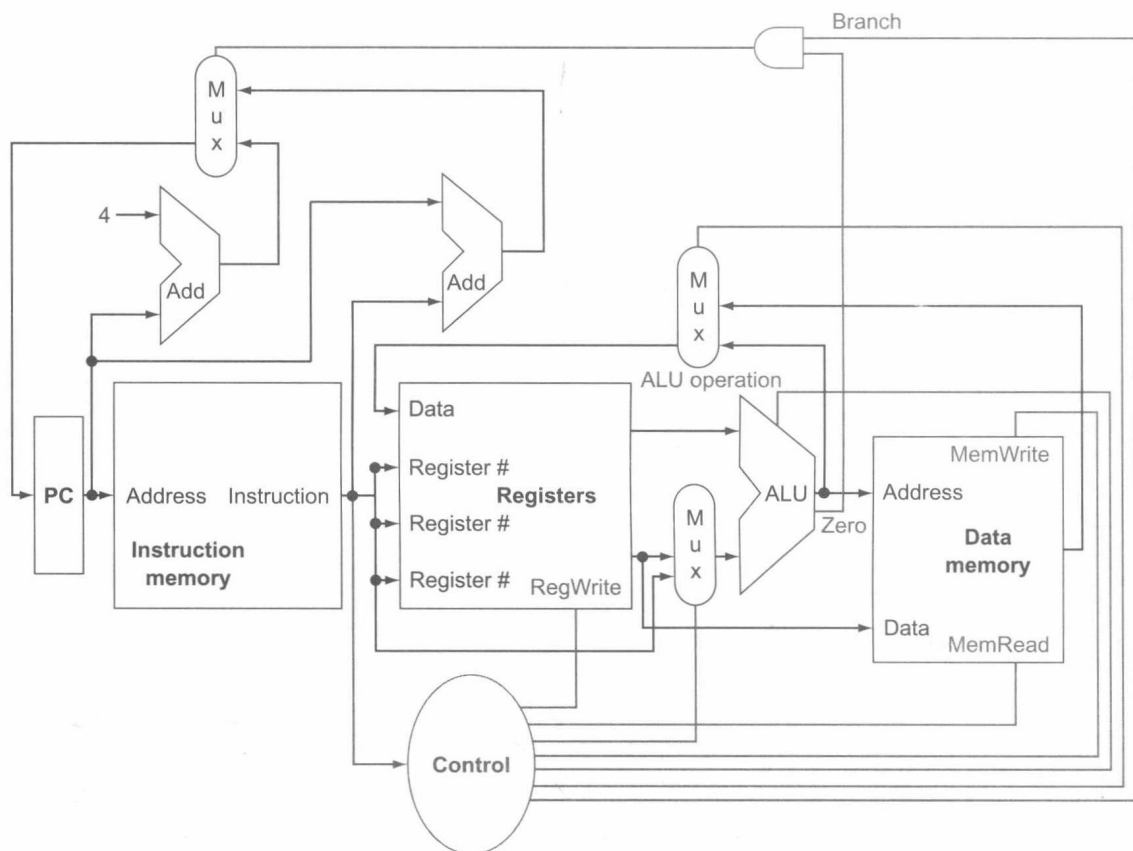 Branch
M
u
x
4
Add
Add
M
u
x
ALU operation
Data
Register #
Registers
Register #
Register #
RegWrite
PC
Address
Instruction
Instruction
memory
M
u
x
ALU
Zero
MemWrite
Address
Data
memory
Data
MemRead
Control